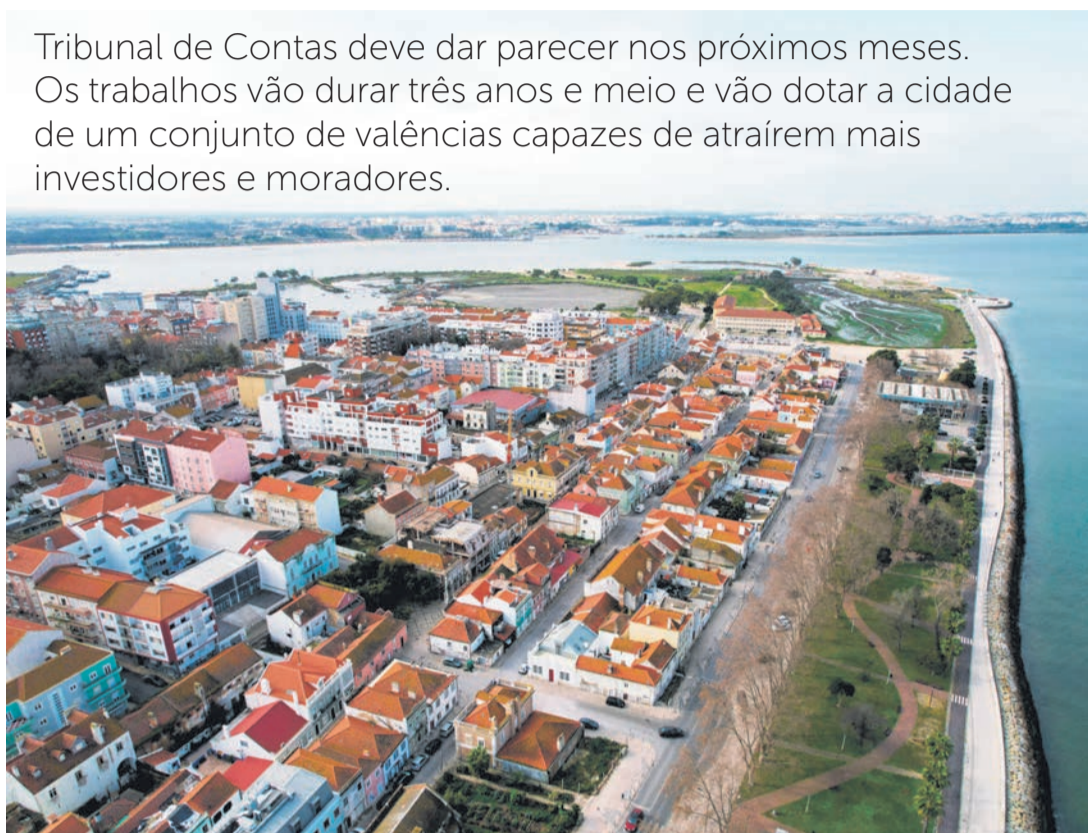 Tribunal de Contas deve dar parecer nos próximos meses.
Os trabalhos vão durar três anos e meio e vão dotar a cidade
de um conjunto de valências capazes de atraírem mais
investidores e moradores.